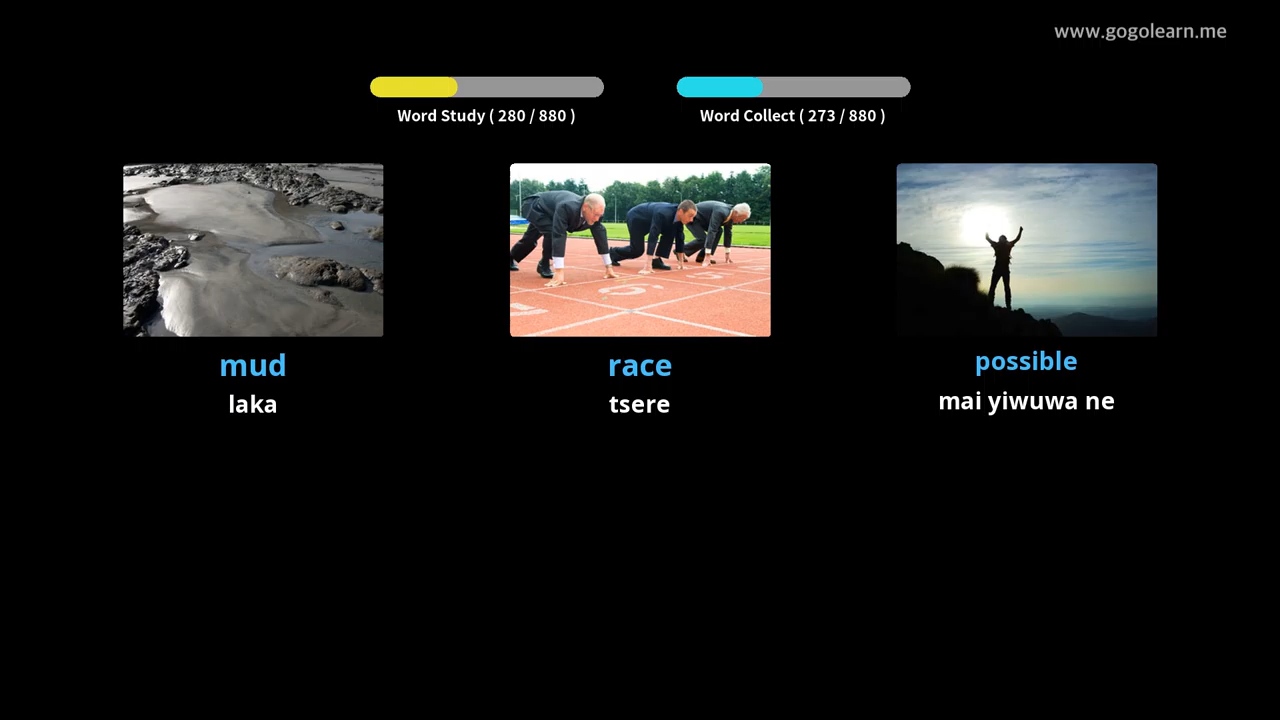 www.gogolearn.me
Word Study ( 280 / 880 )
Word Collect ( 273 / 880 )
mud
laka
race
tsere
possible
mai yiwuwa ne